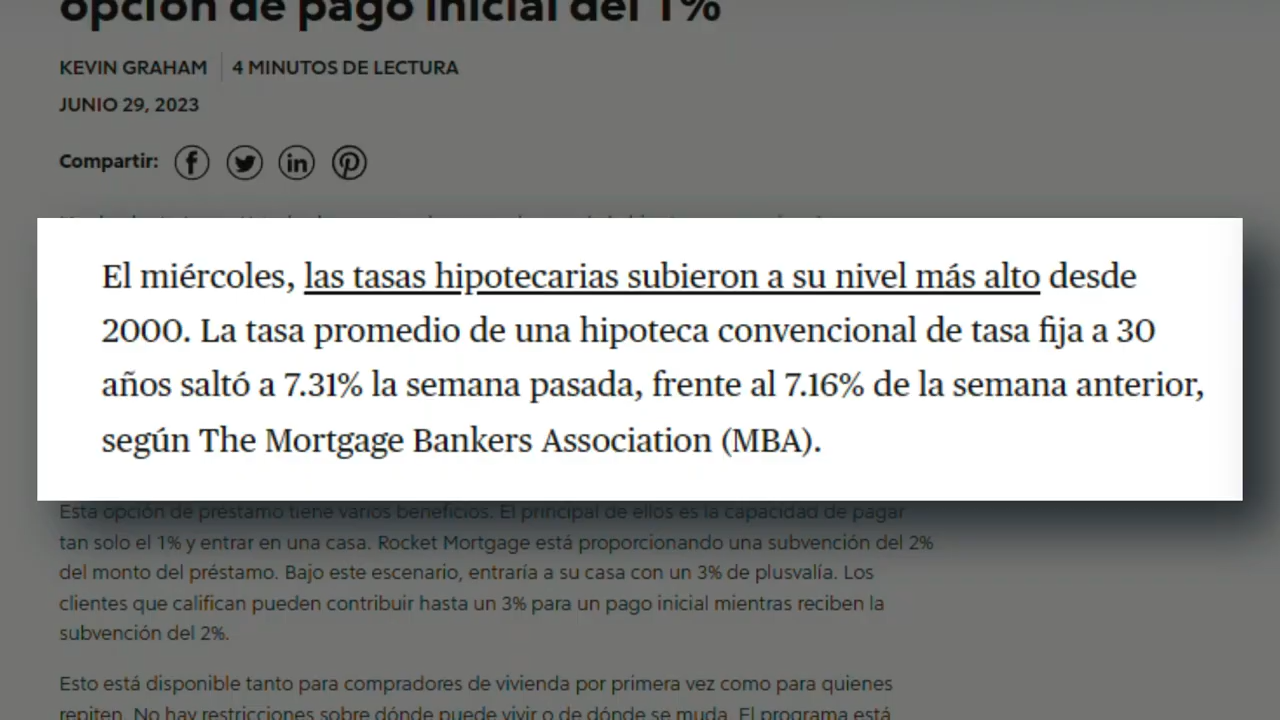 opción de pago inicial del 1%
KEVIN GRAHAM 4 MINUTOS DE LECTURA
JUNIO 29, 2023
Compartir:
El miércoles, las tasas hipotecarias subieron a su nivel más alto desde
2000. La tasa promedio de una hipoteca convencional de tasa fija a 30
años saltó a 7.31% la semana pasada, frente al 7.16% de la semana anterior,
según The Mortgage Bankers Association (MBA).
Esta opción de préstamo tiene varios beneficios. El principal de ellos es la capacidad de pagar
tan solo el 1% y entrar en una casa. Rocket Mortgage está proporcionando una subvención del 2%
del monto del préstamo. Bajo este escenario, entraría a su casa con un 3% de plusvalía. Los
clientes que califican pueden contribuir hasta un 3% para un pago inicial mientras reciben la
subvención del 2%.
Esto está disponible tanto para compradores de vivienda por primera vez como para quienes
repiten. No hay restricciones sobre dónde puede vivir o de dónde se muda. El programa está